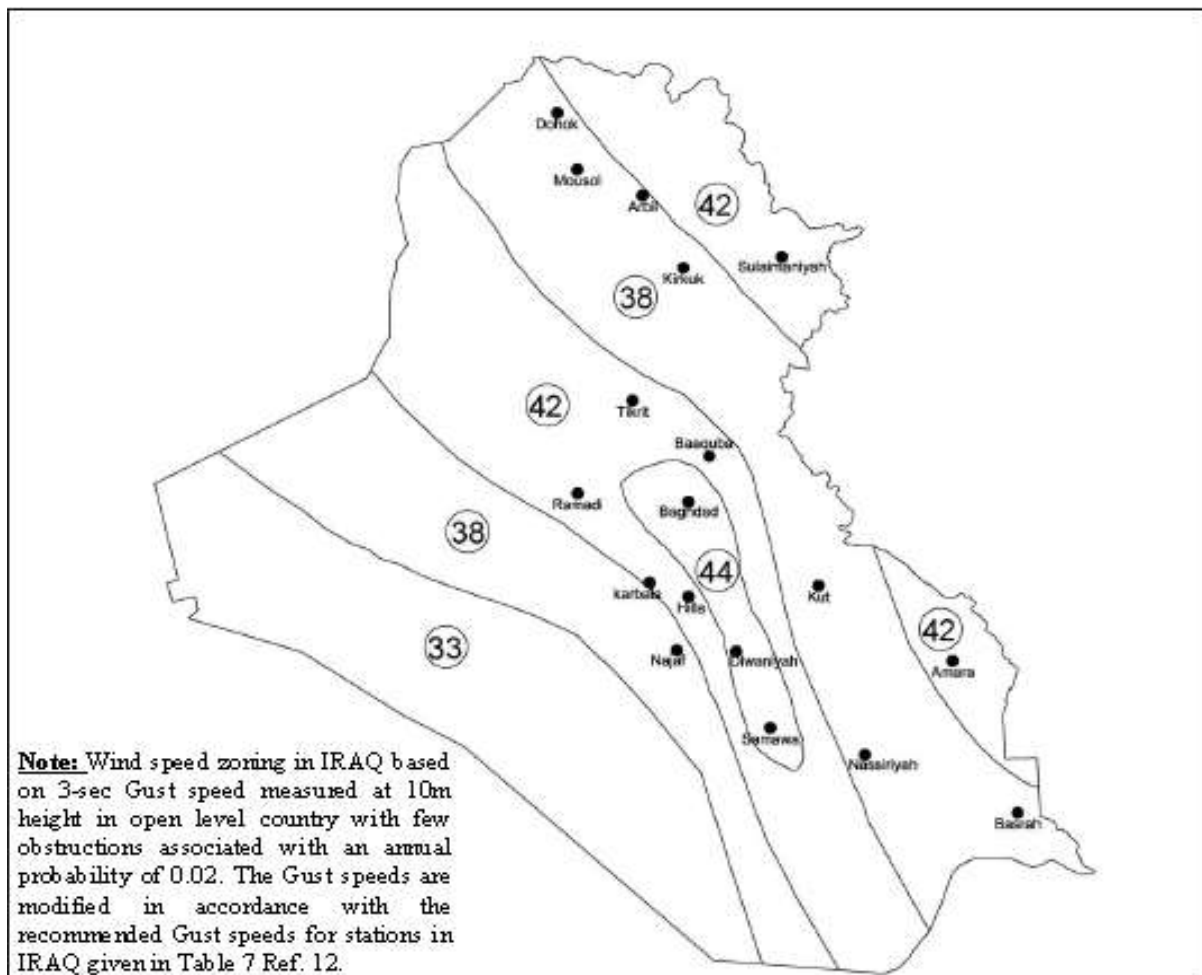 Dohok
Mousol
Arbil
42
Sulaimaniyah
Kirkuk
38
42
Tikrit
Baaquba
Ramadi
Baghdad
38
44
karbala
Hilla
Kut
42
33
Najaf
Diwaniyah
Amara
Samawa
Nassiriyah
Basrah
Note: Wind speed zoning in IRAQ based
on 3-sec Gust speed measured at 10m
height in open level country with few
obstructions associated with an annual
probability of 0.02. The Gust speeds are
modified in accordance with the
recommended Gust speeds for stations in
IRAQ given in Table 7 Ref. 12.